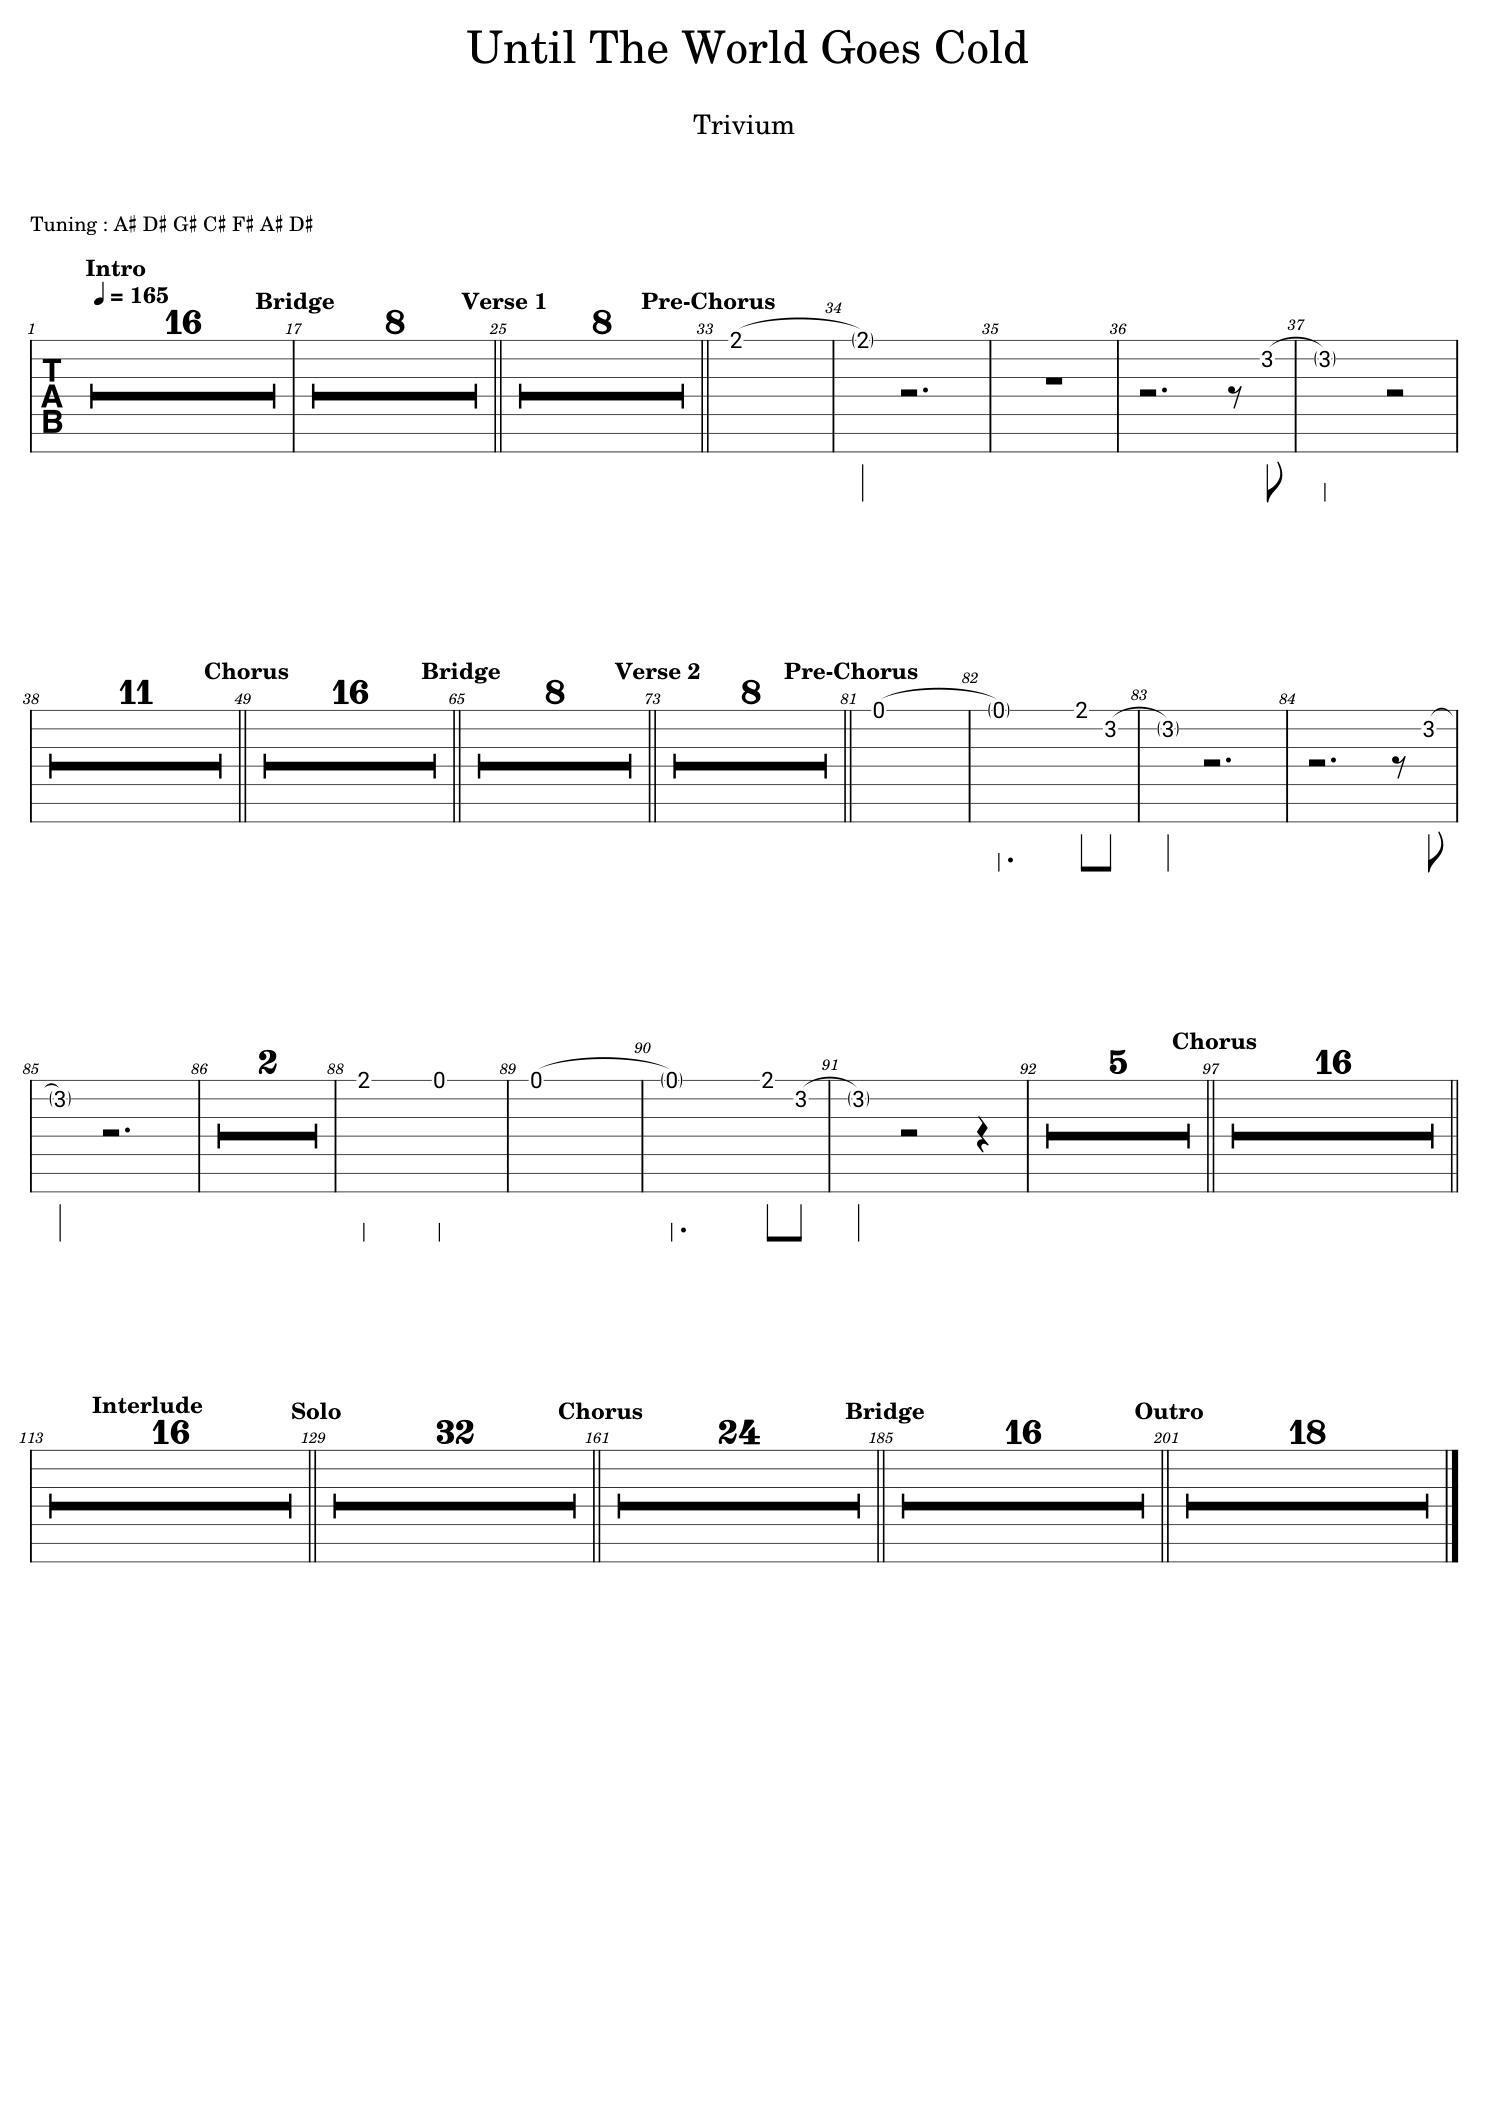 Until The World Goes Cold
Trivium
Tuning : A♯ D♯ G♯ C♯ F♯ A♯ D♯
Intro
♩ = 165
16 Bridge 8 Verse 1 8 Pre-Chorus
1 17 25 33 34 35 36 37
2 (2) 3 (3)
T
A
B
Chorus Bridge Verse 2 Pre-Chorus
11 16 8 8
38 49 65 73 81 82 83 84
0 (0) 2 3 (3) 3
Chorus
2 5 16
85 86 88 89 90 91 92 97
(3) 2 0 0 (0) 2 3 (3)
Interlude Solo Chorus Bridge Outro
16 32 24 16 18
113 129 161 185 201